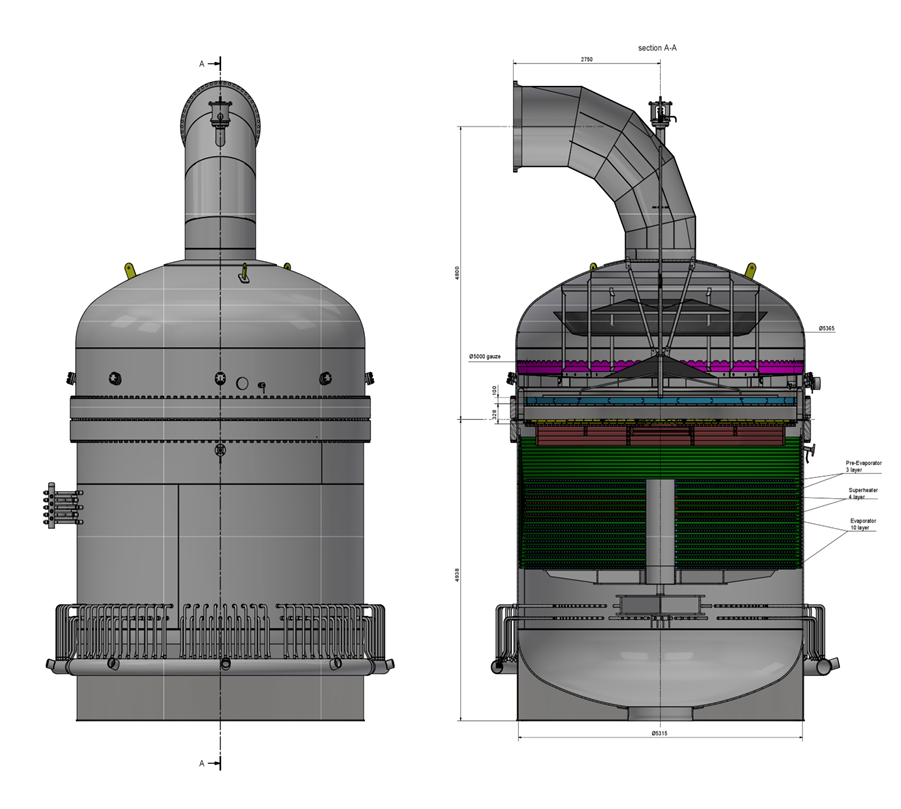 section A-A
A
2750
4800
Ø5365
Ø5000 gauze
100
328
Pre-Evaporator
3 layer
Superheater
4 layer
Evaporator
10 layer
4938
Ø5315
A